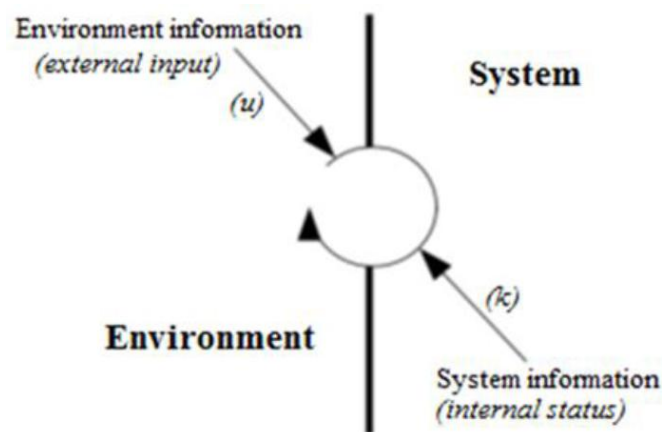 Environment information
(external input)
System
(u)
(k)
Environment
System information
(internal status)